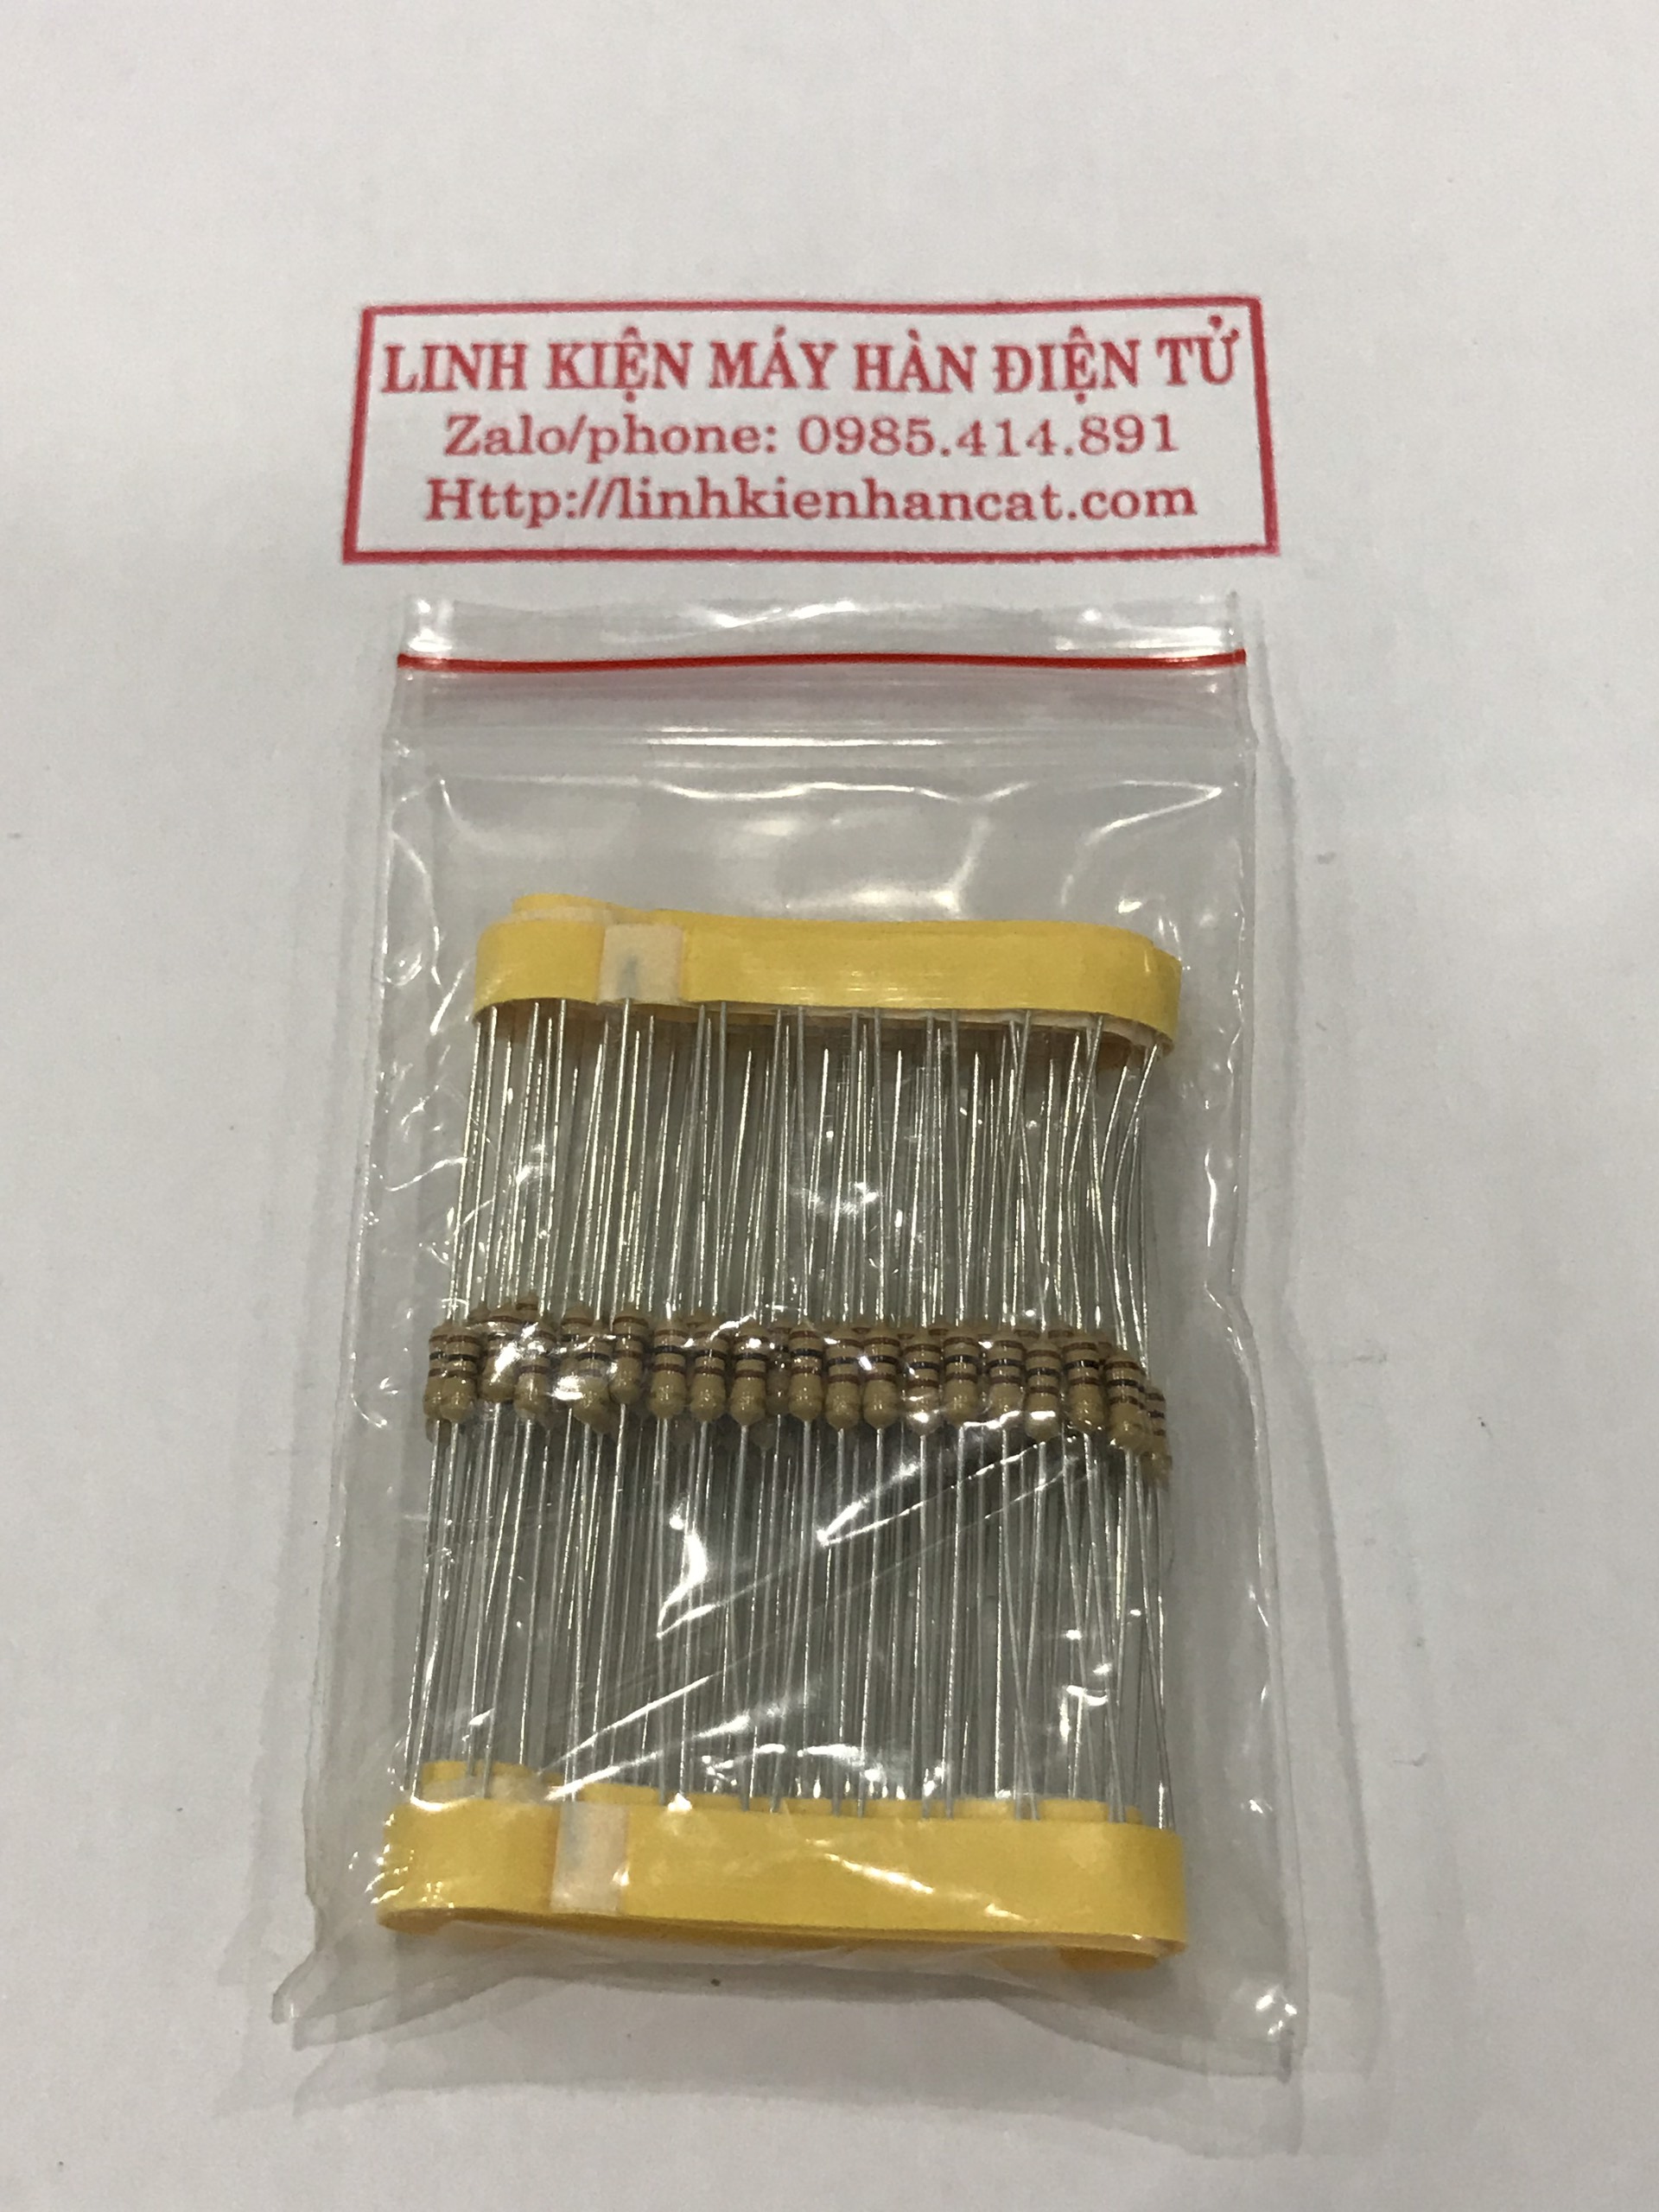 LINH KIỆN MÁY HÀN ĐIỆN TỬ
Zalo/phone: 0985.414.891
Http://linhkienhancat.com